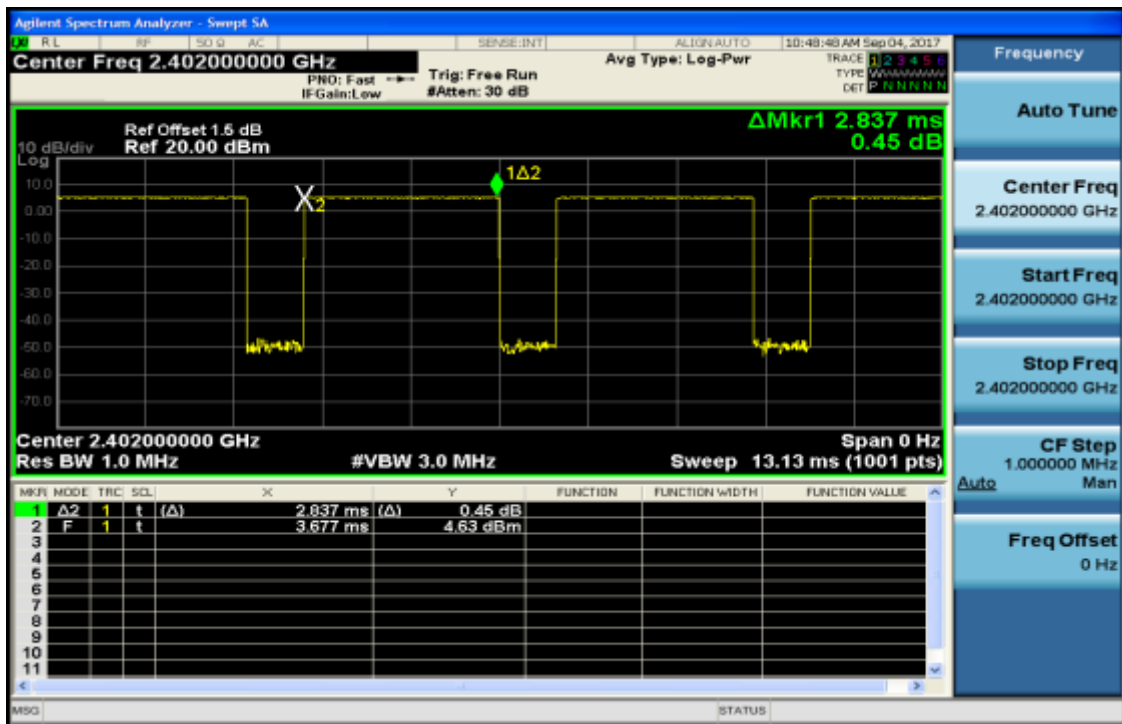 Agilent Spectrum Analyzer - Swept SA
RL RF 50 Ω AC SENSE:INT ALIGN AUTO 10:48:48 AM Sep 04, 2017
Center Freq 2.402000000 GHz
PNO: Fast
IFGain:Low
Trig: Free Run
#Atten: 30 dB
Avg Type: Log-Pwr
TRACE 1 2 3 4 5 6
TYPE
DET P N N N N N
Ref Offset 1.5 dB
Ref 20.00 dBm
ΔMkr1 2.837 ms
0.45 dB
10 dB/div
Log
10.0
0.00
-10.0
-20.0
-30.0
-40.0
-50.0
-60.0
-70.0
2
1Δ2
Center 2.402000000 GHz
Span 0 Hz
Res BW 1.0 MHz #VBW 3.0 MHz Sweep 13.13 ms (1001 pts)
MKR MODE TRC SCL X Y FUNCTION FUNCTION WIDTH FUNCTION VALUE
1 Δ2 1 t (Δ) 2.837 ms (Δ) 0.45 dB
2 F 1 t 3.677 ms 4.63 dBm
3
4
5
6
7
8
9
10
11
MSG STATUS
Frequency
Auto Tune
Center Freq
2.402000000 GHz
Start Freq
2.402000000 GHz
Stop Freq
2.402000000 GHz
CF Step
1.000000 MHz
Auto Man
Freq Offset
0 Hz